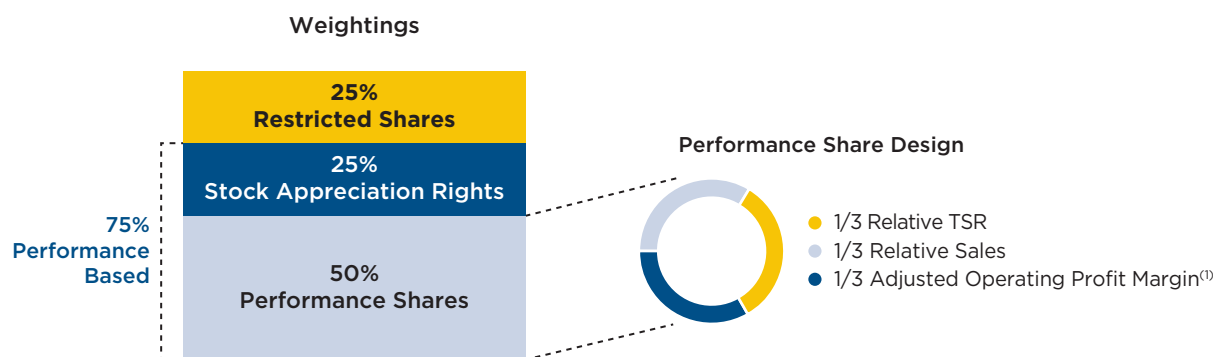 Weightings
25%
Restricted Shares
25%
Stock Appreciation Rights
75%
Performance
Based
50%
Performance Shares
Performance Share Design
1/3 Relative TSR
1/3 Relative Sales
1/3 Adjusted Operating Profit Margin(1)